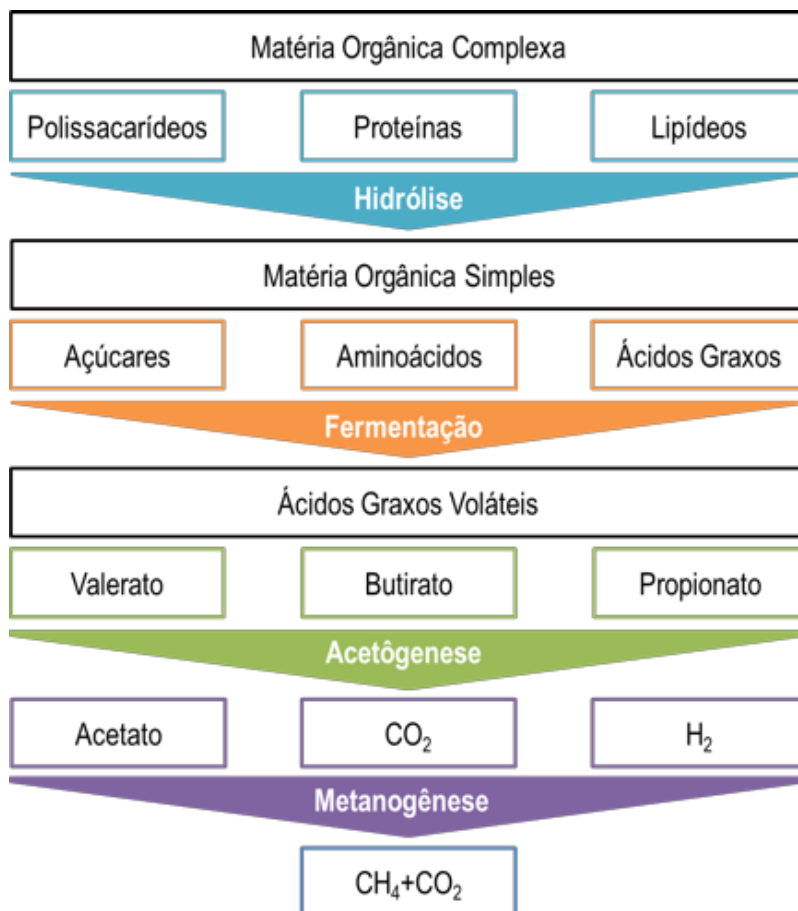 Matéria Orgânica Complexa
Polissacarídeos Proteínas Lipídeos
Hidrólise
Matéria Orgânica Simples
Açúcares Aminoácidos Ácidos Graxos
Fermentação
Ácidos Graxos Voláteis
Valerato Butirato Propionato
Acetôgenese
Acetato CO₂ H₂
Metanogênese
CH₄+CO₂